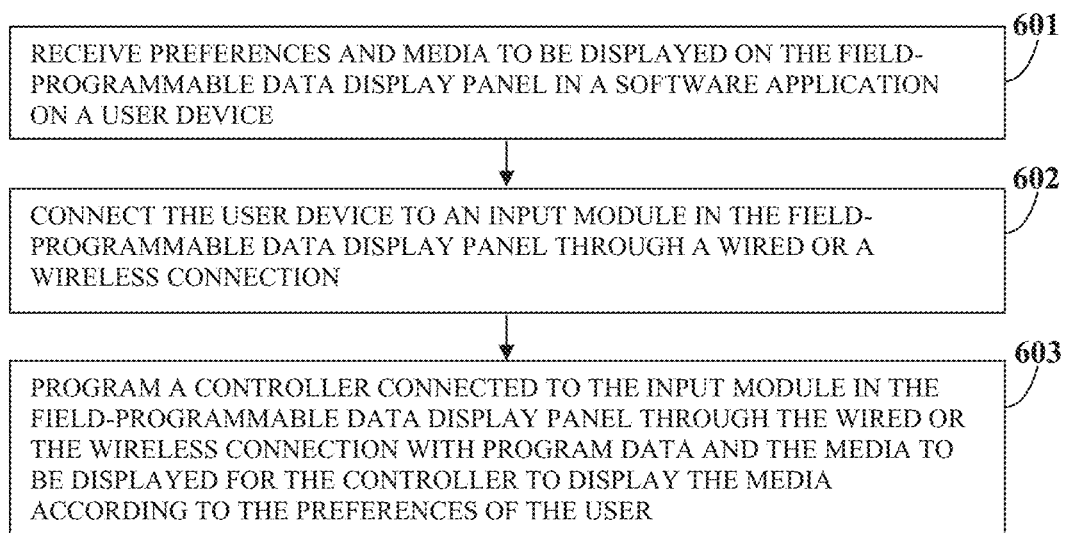 601
RECEIVE PREFERENCES AND MEDIA TO BE DISPLAYED ON THE FIELD-
PROGRAMMABLE DATA DISPLAY PANEL IN A SOFTWARE APPLICATION
ON A USER DEVICE
602
CONNECT THE USER DEVICE TO AN INPUT MODULE IN THE FIELD-
PROGRAMMABLE DATA DISPLAY PANEL THROUGH A WIRED OR A
WIRELESS CONNECTION
603
PROGRAM A CONTROLLER CONNECTED TO THE INPUT MODULE IN THE
FIELD-PROGRAMMABLE DATA DISPLAY PANEL THROUGH THE WIRED OR
THE WIRELESS CONNECTION WITH PROGRAM DATA AND THE MEDIA TO
BE DISPLAYED FOR THE CONTROLLER TO DISPLAY THE MEDIA
ACCORDING TO THE PREFERENCES OF THE USER